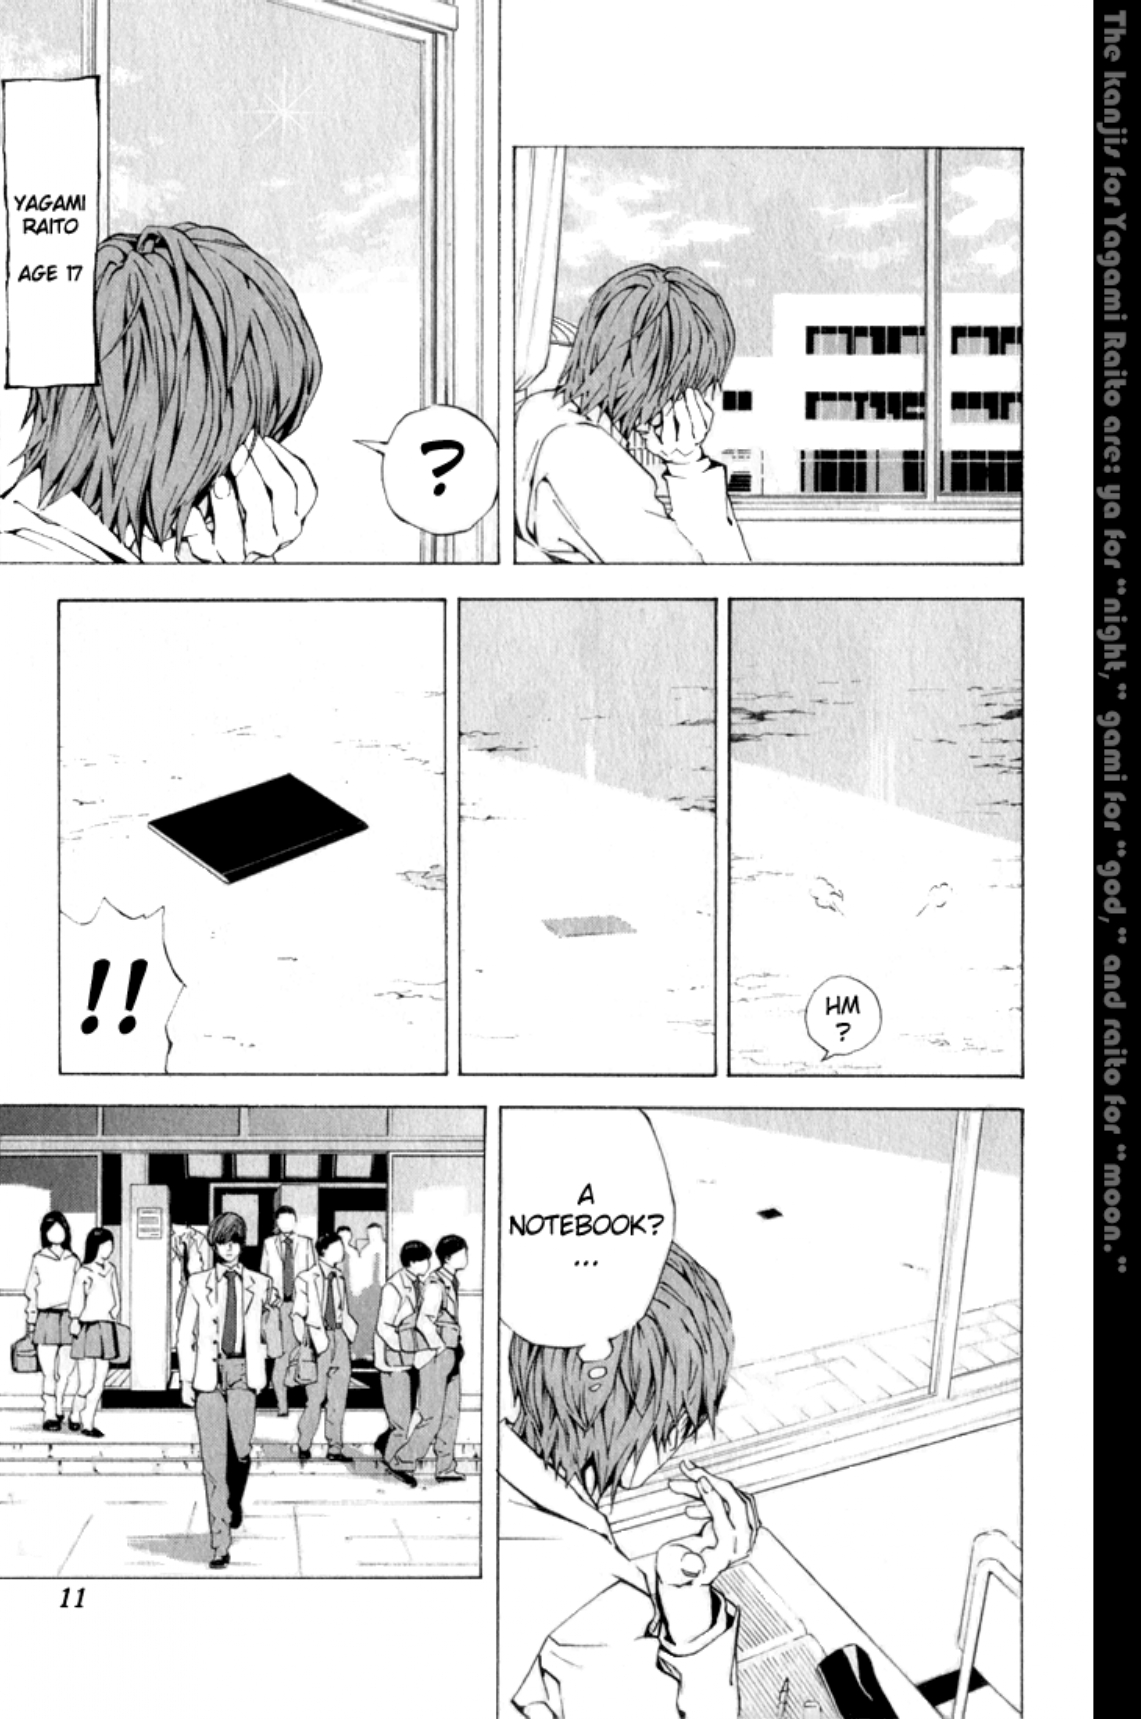 ?
YAGAMI
RAITO
AGE 17
HM
?
!!
A
NOTEBOOK?
...
11
The kanjis for Yagami Raito are: ya for "night," gami for "god," and raito for "moon."